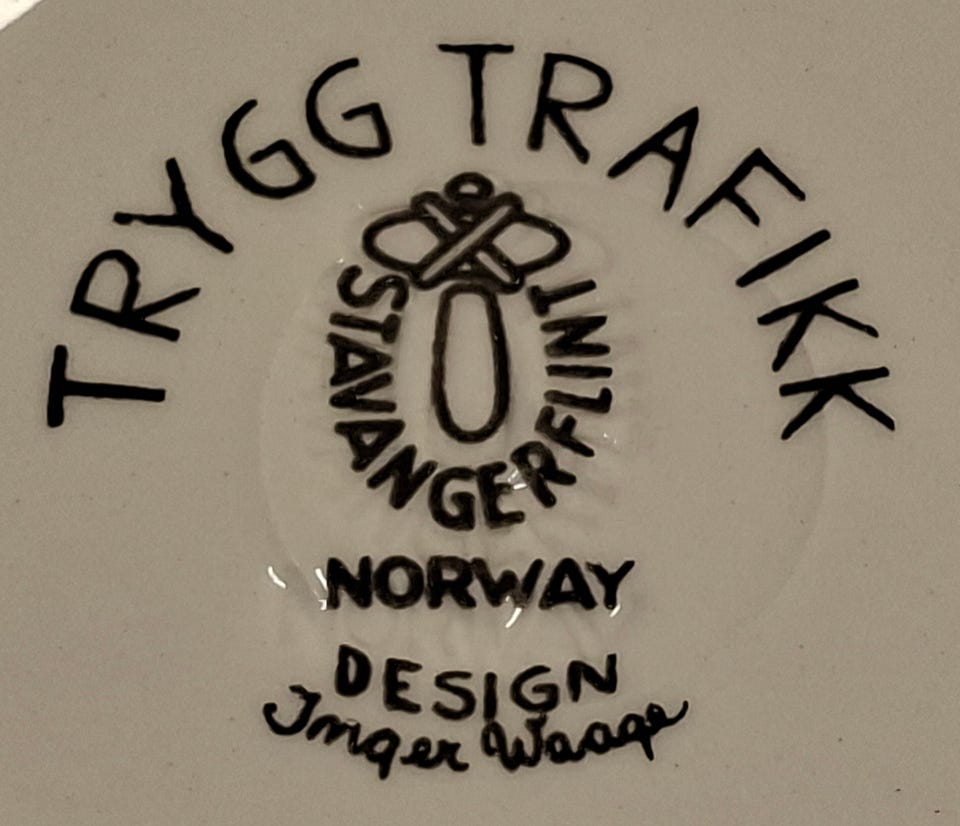 TRYGG TRAFIKK
STAVANGERFLINT
NORWAY
DESIGN
Inger Waage